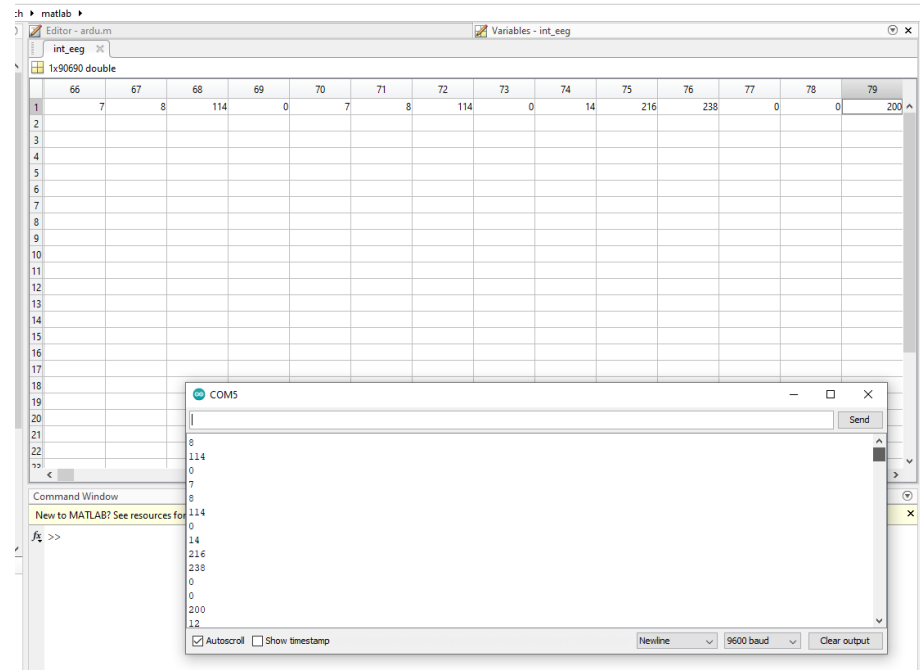 ch ▸ matlab ▸
Editor - ardu.m
Variables - int_eeg
int_eeg
1x90690 double
66 67 68 69 70 71 72 73 74 75 76 77 78 79
1 7 8 114 0 7 8 114 0 14 216 238 0 0 200
2
3
4
5
6
7
8
9
10
11
12
13
14
15
16
17
18
19
20
21
22
23
COM5
Send
8
114
0
7
8
114
0
14
216
238
0
0
200
12
Autoscroll Show timestamp Newline 9600 baud Clear output
Command Window
New to MATLAB? See resources for
fx >>